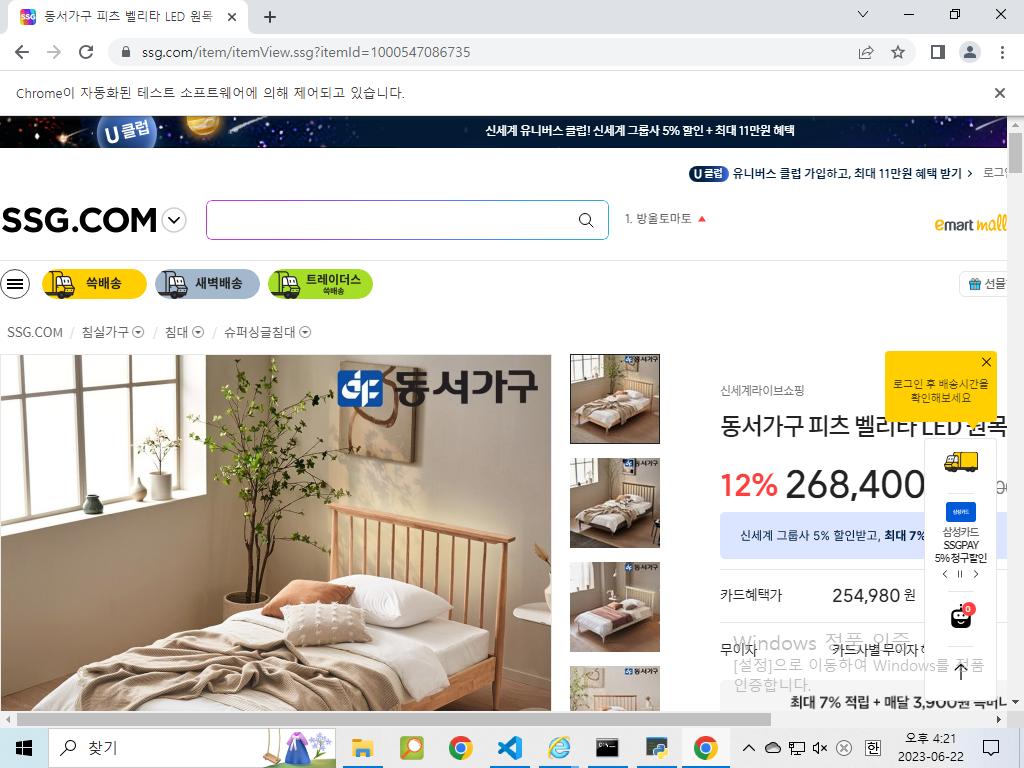 동서가구 피츠 벨리타 LED 원목
ssg.com/item/itemView.ssg?itemId=1000547086735
Chrome이 자동화된 테스트 소프트웨어에 의해 제어되고 있습니다.
U 클럽
신세계 유니버스 클럽! 신세계 그룹사 5% 할인 + 최대 11만원 혜택
U 클럽 유니버스 클럽 가입하고, 최대 11만원 혜택 받기
SSG.COM
1. 방울토마토
emart mall
쓱배송
새벽배송
트레이더스
쓱배송
선물
SSG.COM / 침실가구 / 침대 / 슈퍼싱글침대
동서가구
신세계라이브쇼핑
로그인 후 배송시간을
확인해보세요
동서가구 피츠 벨리타 LED 원목
12% 268,400
신세계 그룹사 5% 할인받고, 최대 7%
삼성카드
삼성카드
SSGPAY
5% 청구할인
카드혜택가 254,980 원
0
무이자 카드사별 무이자
Windows 정품 인증
[설정]으로 이동하여 Windows를 정품
인증합니다.
최대 7% 적립 + 매달 3,900원
찾기
한
오후 4:21
2023-06-22